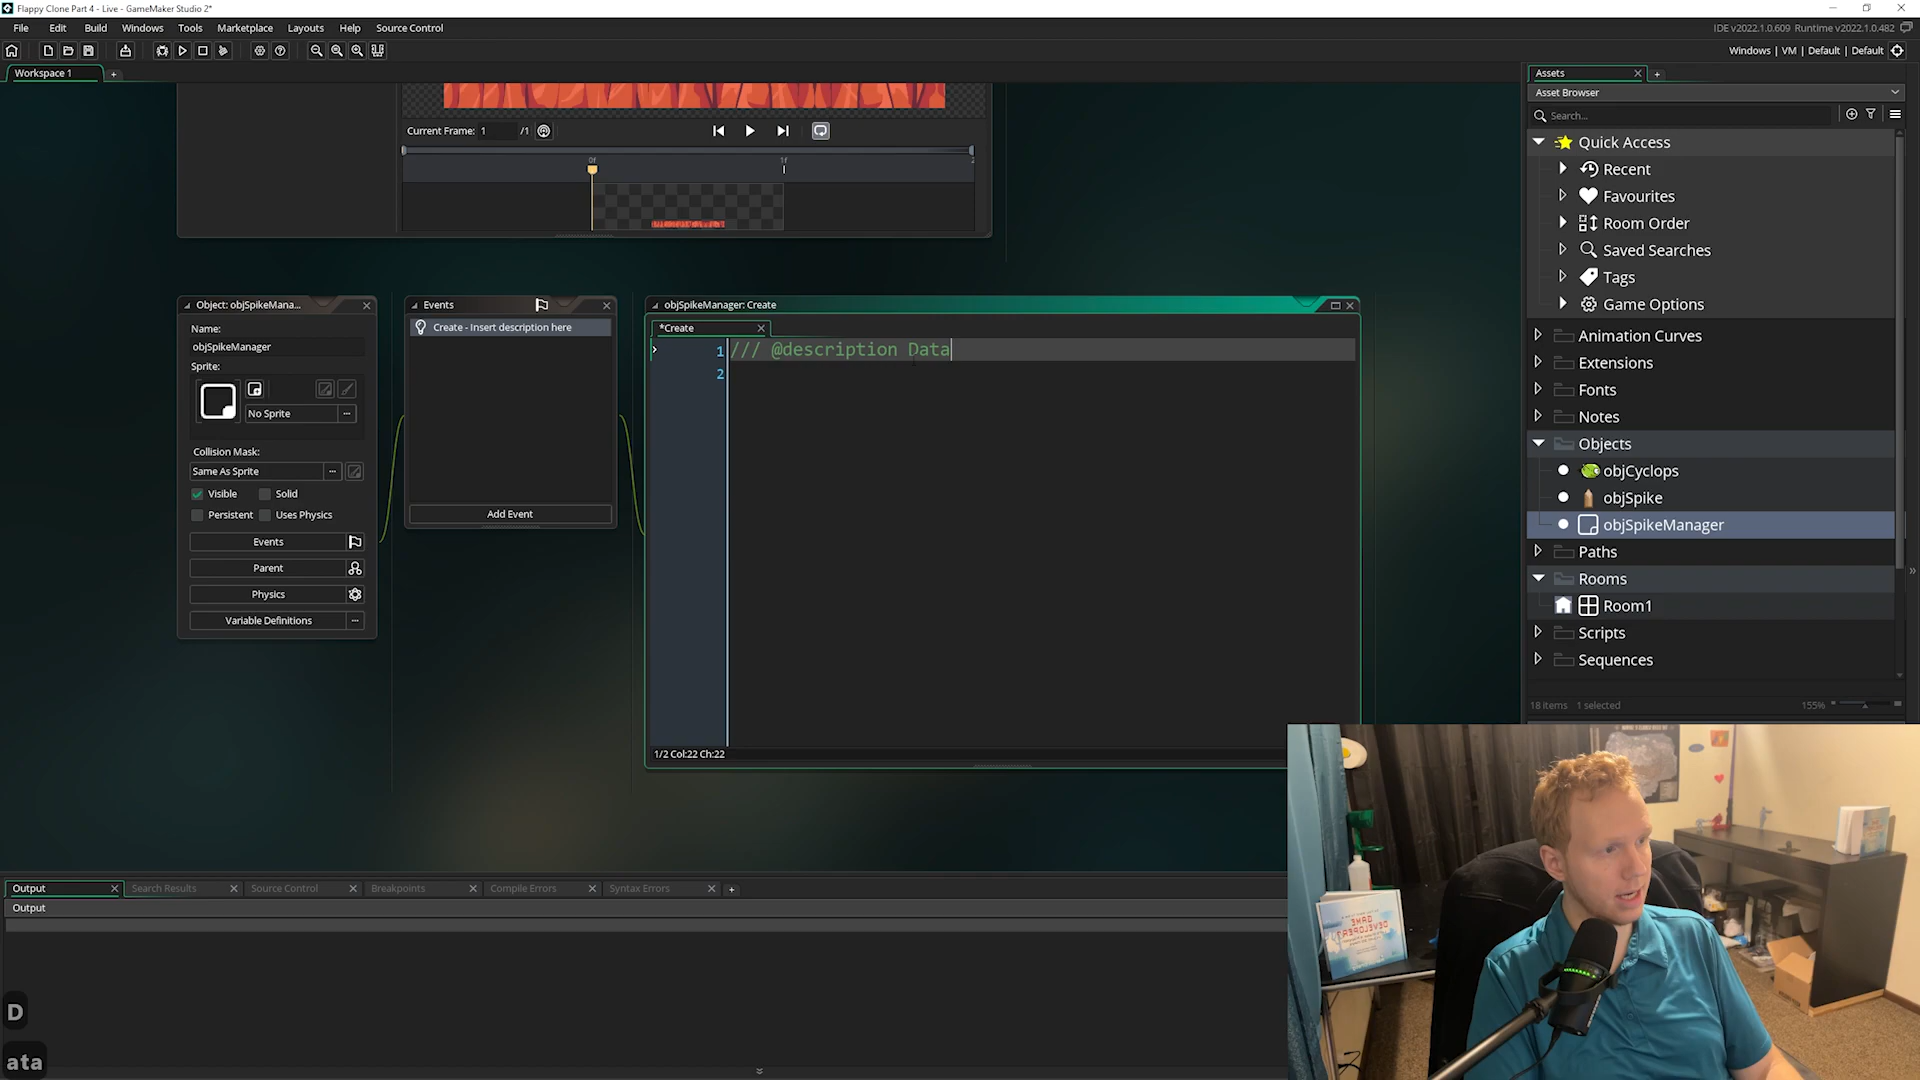 Flappy Clone Part 4 - Live - GameMaker Studio 2*
File Edit Build Windows Tools Marketplace Layouts Help Source Control
IDE v2022.1.0.609 Runtime v2022.1.0.482
Windows | VM | Default | Default
Workspace 1
Current Frame: 1 /1
0f 1f 2
Object: objSpikeMana...
Name:
objSpikeManager
Sprite:
No Sprite ...
Collision Mask:
Same As Sprite ...
Visible Solid
Persistent Uses Physics
Events
Parent
Physics
Variable Definitions ...
Events
Create - Insert description here
Add Event
objSpikeManager: Create
*Create
1 /// @description Data
2
1/2 Col:22 Ch:22
Assets
Asset Browser
Search...
Quick Access
Recent
Favourites
Room Order
Saved Searches
Tags
Game Options
Animation Curves
Extensions
Fonts
Notes
Objects
objCyclops
objSpike
objSpikeManager
Paths
Rooms
Room1
Scripts
Sequences
18 items 1 selected 155%
Output Search Results Source Control Breakpoints Compile Errors Syntax Errors
Output
D
ata
GAME
DEVELOPER?